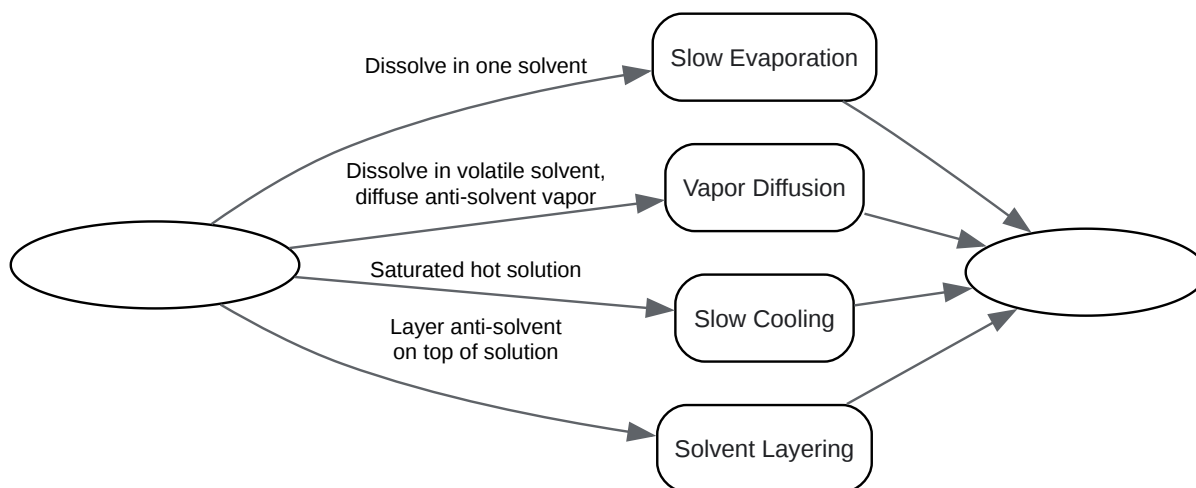 Dissolve in one solvent
Slow Evaporation
Dissolve in volatile solvent,
diffuse anti-solvent vapor
Vapor Diffusion
Saturated hot solution
Slow Cooling
Layer anti-solvent
on top of solution
Solvent Layering